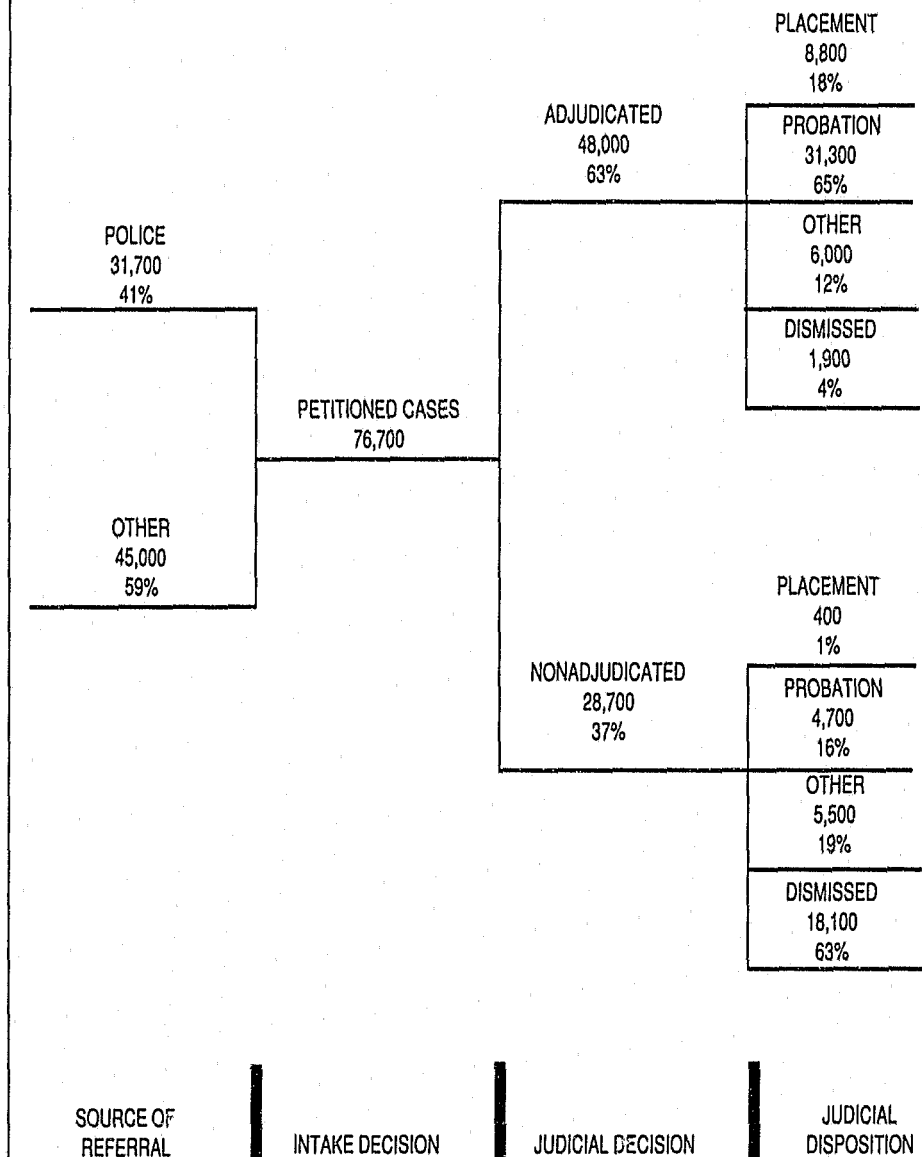 POLICE
31,700
41%
OTHER
45,000
59%
PETITIONED CASES
76,700
ADJUDICATED
48,000
63%
NONADJUDICATED
28,700
37%
PLACEMENT
8,800
18%
PROBATION
31,300
65%
OTHER
6,000
12%
DISMISSED
1,900
4%
PLACEMENT
400
1%
PROBATION
4,700
16%
OTHER
5,500
19%
DISMISSED
18,100
63%
SOURCE OF
REFERRAL
INTAKE DECISION
JUDICIAL DECISION
JUDICIAL
DISPOSITION